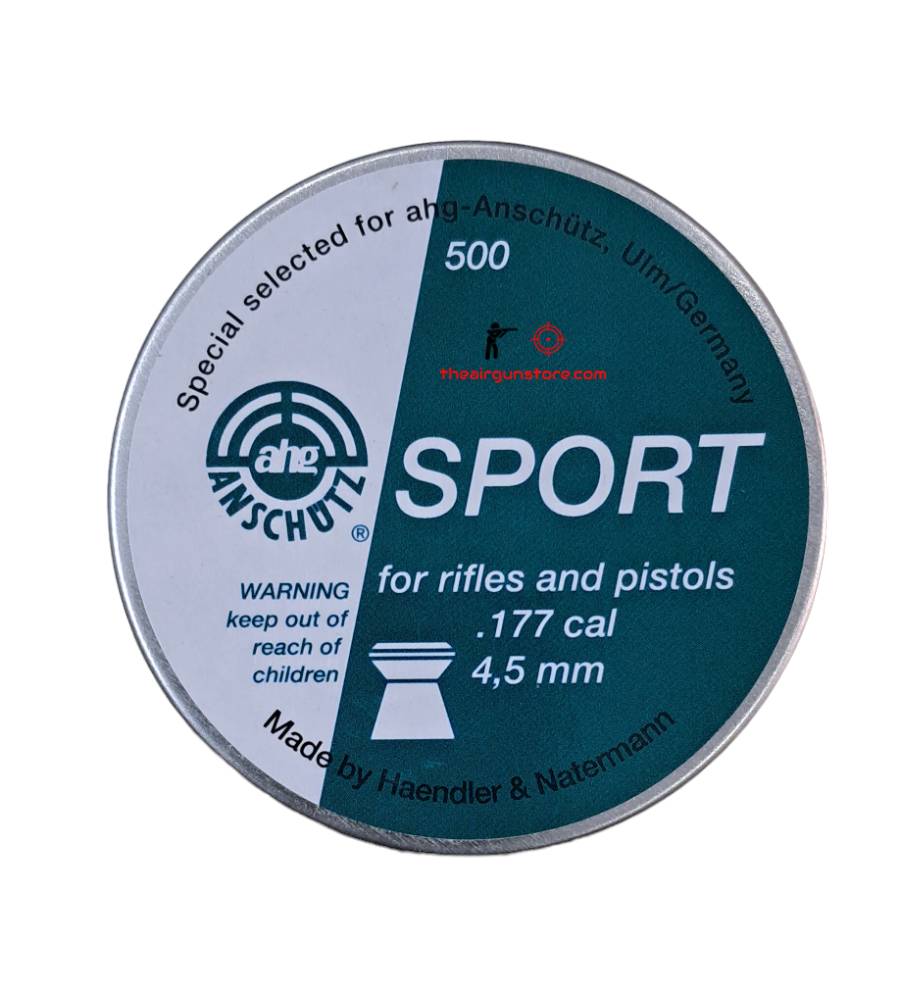 Special selected for ahg-Anschütz, Ulm/Germany
500
theairgunstore.com
ahg
ANSCHÜTZ
®
SPORT
for rifles and pistols
.177 cal
4,5 mm
WARNING
keep out of
reach of
children
Made by Haendler & Natermann